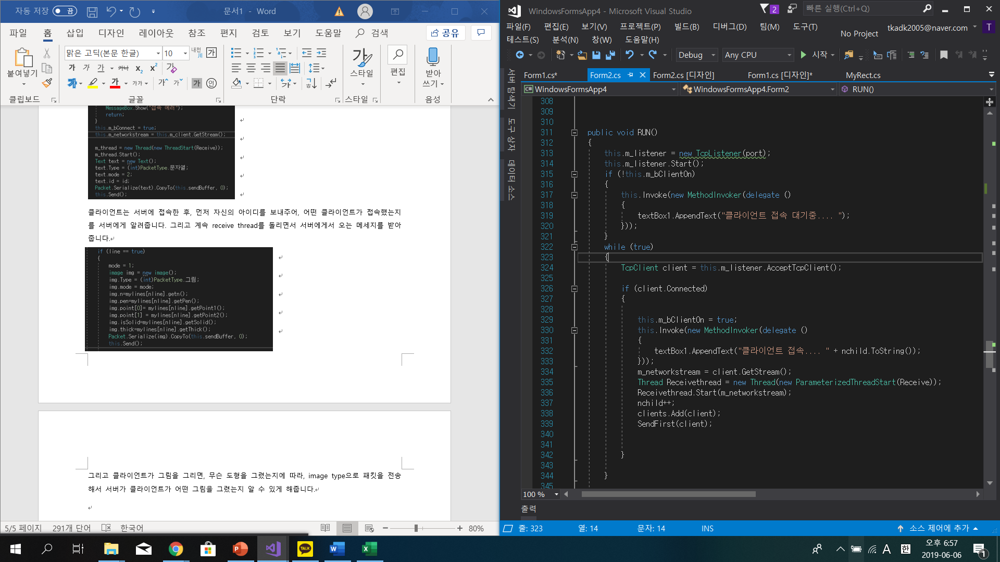 자동 저장 끔 문서1 - Word
파일 홈 삽입 디자인 레이아웃 참조 편지 검토 보기 도움말 검색 공유
붙여넣기
맑은 고딕(본문 한글) 10
스타일
편집
받아
쓰기
클립보드 글꼴 단락 스타일 음성
MessageBox.Show("접속 에러");
return;
}
this.m_bConnect = true;
this.m_networkstream = this.m_client.GetStream();
m_thread = new Thread(new ThreadStart(Receive));
m_thread.Start();
Text text = new Text();
text.Type = (int)PacketType.문자열;
text.mode = 2;
text.id = id;
Packet.Serialize(text).CopyTo(this.sendBuffer, 0);
this.Send();
클라이언트는 서버에 접속한 후, 먼저 자신의 아이디를 보내주어, 어떤 클라이언트가 접속했는지
를 서버에게 알려줍니다. 그리고 계속 receive thread를 돌리면서 서버에게서 오는 메세지를 받아
줍니다.
if (line == true)
{
mode = 1;
image img = new image();
img.Type = (int)PacketType.그림;
img.mode = mode;
img.n=mylines[nline].getn();
img.pen=mylines[nline].getPen();
img.point[0]= mylines[nline].getPoint1();
img.point[1] = mylines[nline].getPoint2();
img.isSolid=mylines[nline].getSolid();
img.thick=mylines[nline].getThick();
Packet.Serialize(img).CopyTo(this.sendBuffer, 0);
this.Send();
그리고 클라이언트가 그림을 그리면, 무슨 도형을 그렸는지에 따라, image type으로 패킷을 전송
해서 서버가 클라이언트가 어떤 그림을 그렸는지 알 수 있게 해줍니다.
5/5 페이지 291개 단어 한국어 80%
WindowsFormsApp4 - Microsoft Visual Studio 2 빠른 실행(Ctrl+Q)
파일(F) 편집(E) 보기(V) 프로젝트(P) 빌드(B) 디버그(D) 팀(M) 도구(T)
No Project tkadk2005@naver.com T
테스트(S) 분석(N) 창(W) 도움말(H)
Debug Any CPU 시작
서버 탐색기
도구 상자
데이터 소스
Form1.cs* Form2.cs Form2.cs [디자인] Form1.cs [디자인]* MyRect.cs
WindowsFormsApp4 WindowsFormsApp4.Form2 RUN()
308
309
310
311 public void RUN()
312 {
313 this.m_listener = new TcpListener(port);
314 this.m_listener.Start();
315 if (!this.m_bClientOn)
316 {
317 this.Invoke(new MethodInvoker(delegate ()
318 {
319 textBox1.AppendText("클라이언트 접속 대기중.... ");
320 }));
321 }
322 while (true)
323 {
324 TcpClient client = this.m_listener.AcceptTcpClient();
325
326 if (client.Connected)
327 {
328
329 this.m_bClientOn = true;
330 this.Invoke(new MethodInvoker(delegate ()
331 {
332 textBox1.AppendText("클라이언트 접속.... " + nchild.ToString());
333 }));
334 m_networkstream = client.GetStream();
335 Thread Receivethread = new Thread(new ParameterizedThreadStart(Receive));
336 Receivethread.Start(m_networkstream);
337 nchild++;
338 clients.Add(client);
339 SendFirst(client);
340
341
342 }
343
344 }
345
100 %
출력
줄: 323 열: 14 문자: 14 INS 소스 제어에 추가
TALK
A 한 오후 6:57
2019-06-06
1